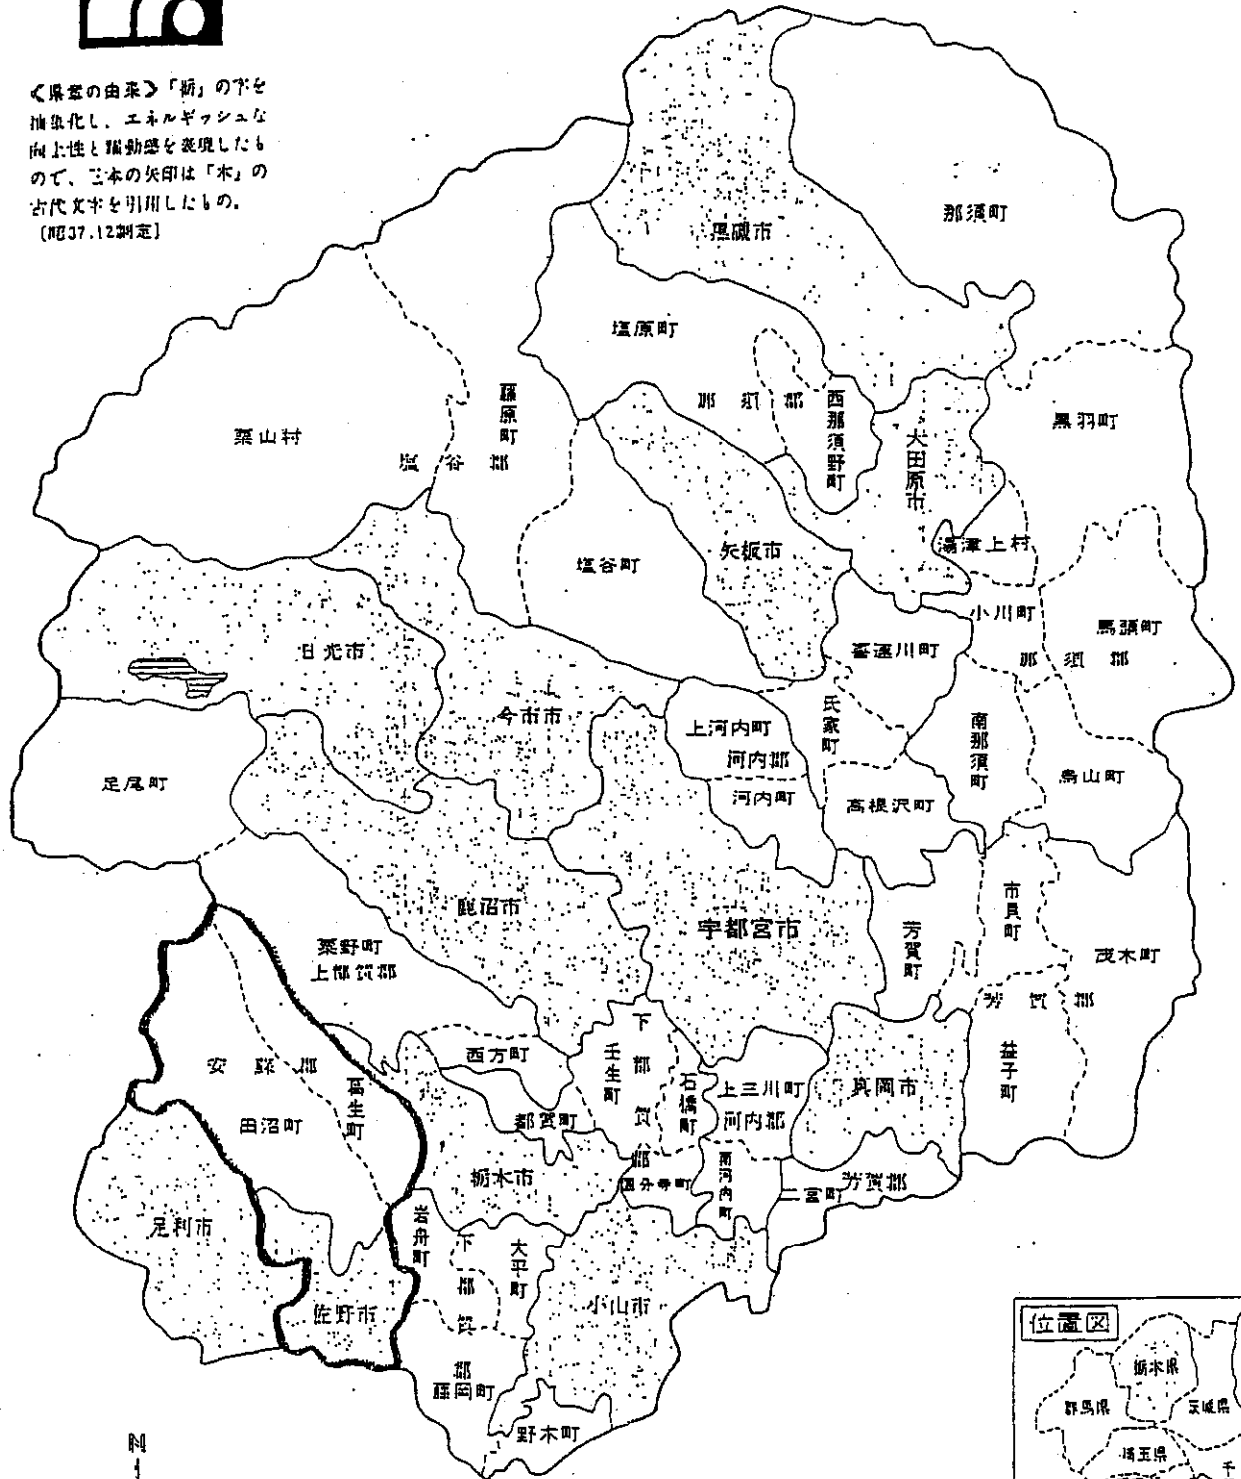 <県章の由来>「栃」の字を
抽象化し、エネルギッシュな
向上性と躍動感を表現したも
ので、三本の矢印は「木」の
古代文字を引用したもの。
[昭37.12制定]
那須町
黒磯市
塩原町
那須郡
西那須野町
藤原町
大田原市
黒羽町
栗山村
塩谷郡
湯津上村
矢板市
塩谷町
小川町
馬頭町
喜連川町
那須郡
日光市
今市市
上河内町
河内郡
氏家町
南那須町
足尾町
河内町
高根沢町
烏山町
鹿沼市
宇都宮市
芳賀町
市貝町
茂木町
粟野町
上都賀郡
芳賀郡
西方町
壬生町
下都賀郡
石橋町
上三川町
河内郡
真岡市
益子町
安蘇郡
葛生町
田沼町
都賀町
栃木市
国分寺町
南河内町
二宮町
芳賀郡
足利市
岩舟町
下都賀郡
大平町
小山市
佐野市
藤岡町
野木町
位置図
栃木県
群馬県
茨城県
埼玉県
千
N